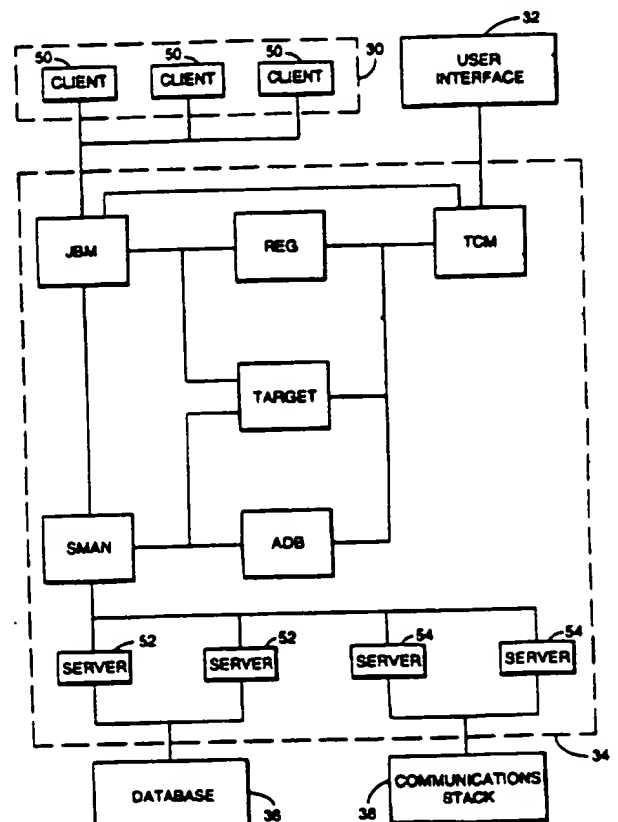 32
50
50
50
30
CLIENT
CLIENT
CLIENT
USER
INTERFACE
JBM
REG
TCM
TARGET
SMAN
ADB
52
52
54
54
SERVER
SERVER
SERVER
SERVER
34
DATABASE
36
38
COMMUNICATIONS
STACK